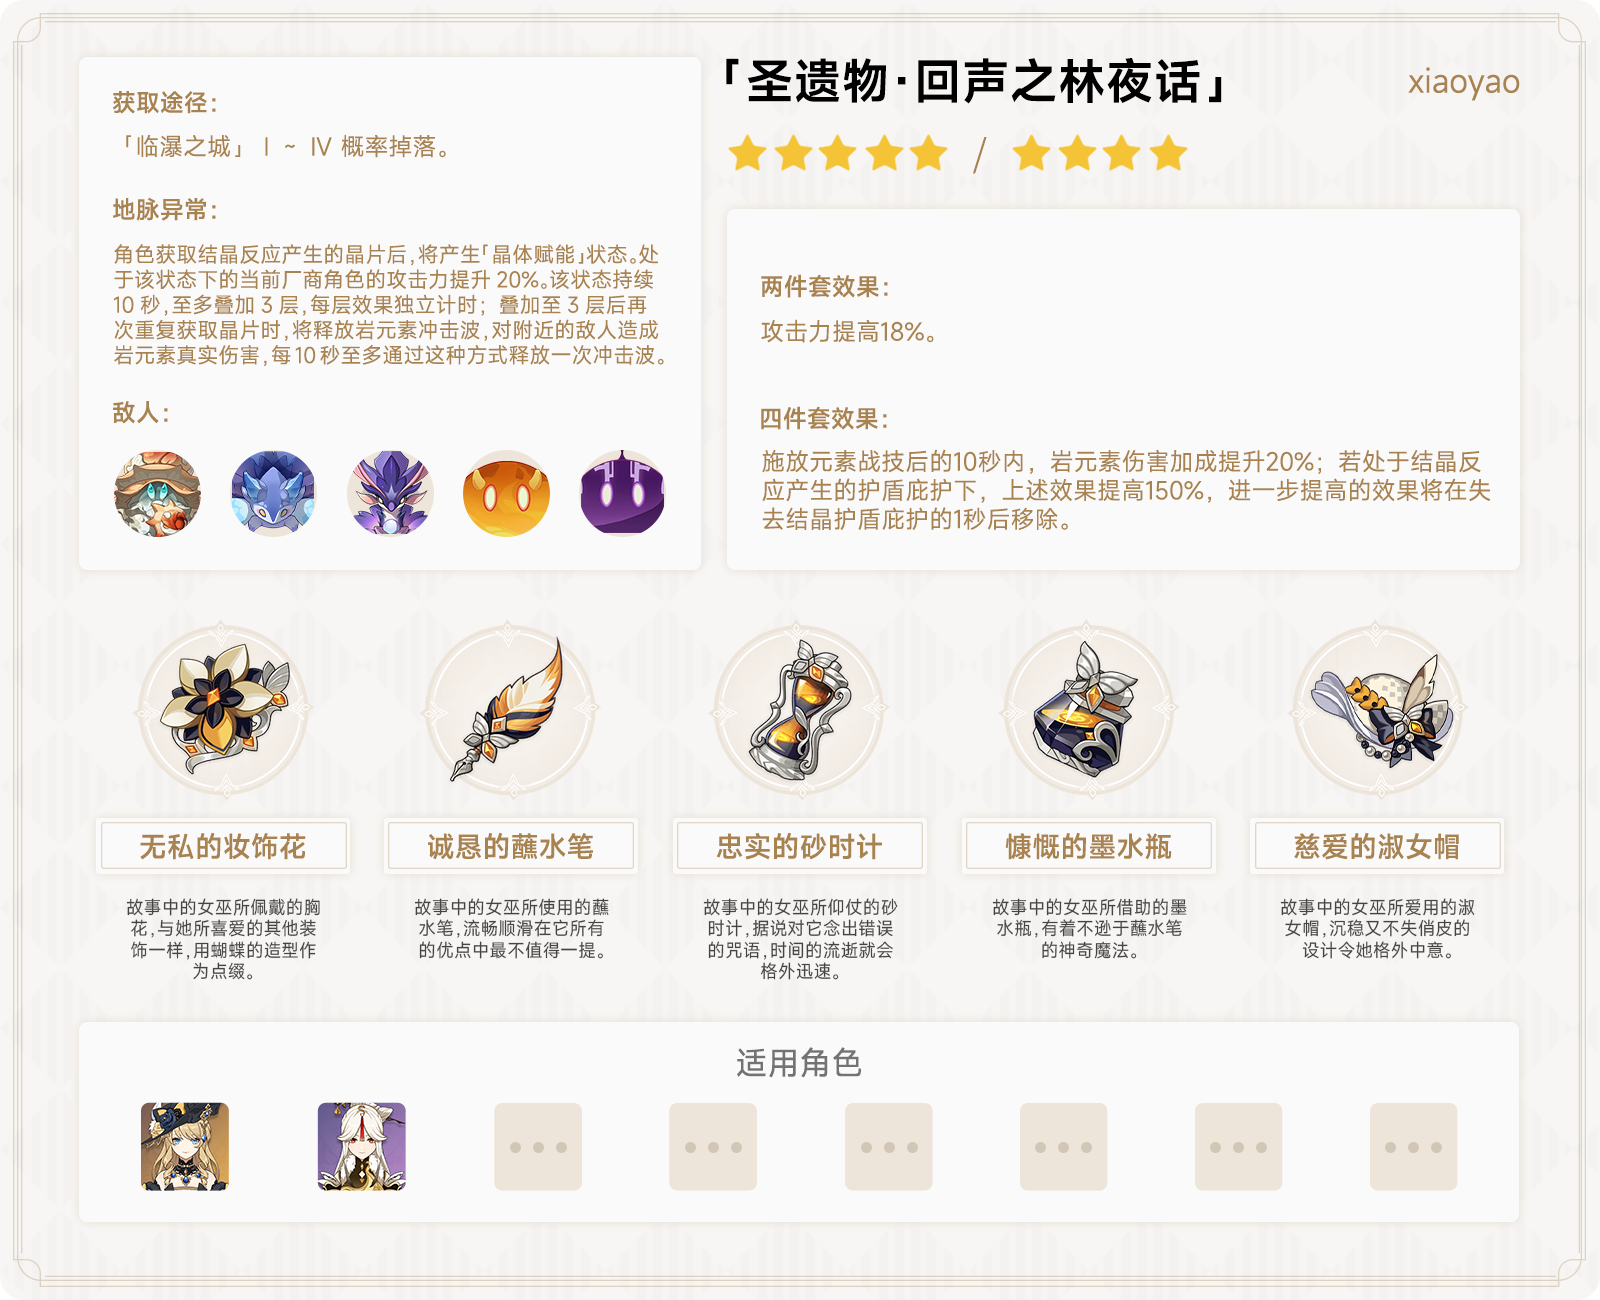 「圣遗物·回声之林夜话」
xiaoyao
获取途径：
「临瀑之城」 I ~ IV 概率掉落。
地脉异常：
角色获取结晶反应产生的晶片后，将产生「晶体赋能」状态。处
于该状态下的当前厂商角色的攻击力提升 20%。该状态持续
10 秒，至多叠加 3 层，每层效果独立计时；叠加至 3 层后再
次重复获取晶片时，将释放岩元素冲击波，对附近的敌人造成
岩元素真实伤害，每10秒至多通过这种方式释放一次冲击波。
敌人：
/
两件套效果：
攻击力提高18%。
四件套效果：
施放元素战技后的10秒内，岩元素伤害加成提升20%；若处于结晶反
应产生的护盾庇护下，上述效果提高150%，进一步提高的效果将在失
去结晶护盾庇护的1秒后移除。
无私的妆饰花
故事中的女巫所佩戴的胸
花，与她所喜爱的其他装
饰一样，用蝴蝶的造型作
为点缀。
诚恳的蘸水笔
故事中的女巫所使用的蘸
水笔，流畅顺滑在它所有
的优点中最不值得一提。
忠实的砂时计
故事中的女巫所仰仗的砂
时计，据说对它念出错误
的咒语，时间的流逝就会
格外迅速。
慷慨的墨水瓶
故事中的女巫所借助的墨
水瓶，有着不逊于蘸水笔
的神奇魔法。
慈爱的淑女帽
故事中的女巫所爱用的淑
女帽，沉稳又不失俏皮的
设计令她格外中意。
适用角色